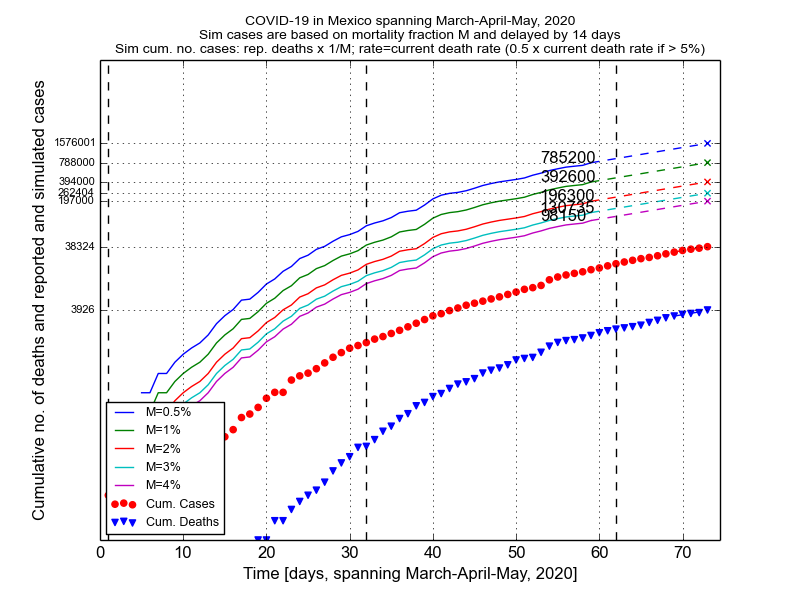 COVID-19 in Mexico spanning March-April-May, 2020
Sim cases are based on mortality fraction M and delayed by 14 days
Sim cum. no. cases: rep. deaths x 1/M; rate=current death rate (0.5 x current death rate if > 5%)
Cumulative no. of deaths and reported and simulated cases
1576001
788000
394000
262404
197000
38324
3926
785200
392600
196300
130735
98150
M=0.5%
M=1%
M=2%
M=3%
M=4%
Cum. Cases
Cum. Deaths
0 10 20 30 40 50 60 70
Time [days, spanning March-April-May, 2020]